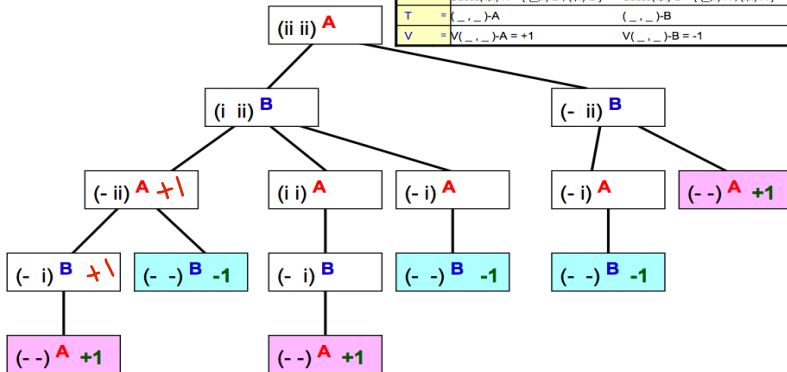 T = (_,_)-A (_,_)-B
V = V(_,_)-A = +1 V(_,_)-B = -1
(ii ii) A
(i ii) B
(- ii) B
(- ii) A +1
(i i) A
(- i) A
(- i) A
(- -) A +1
(- i) B +1
(- -) B -1
(- i) B
(- -) B -1
(- -) B -1
(- -) A +1
(- -) A +1